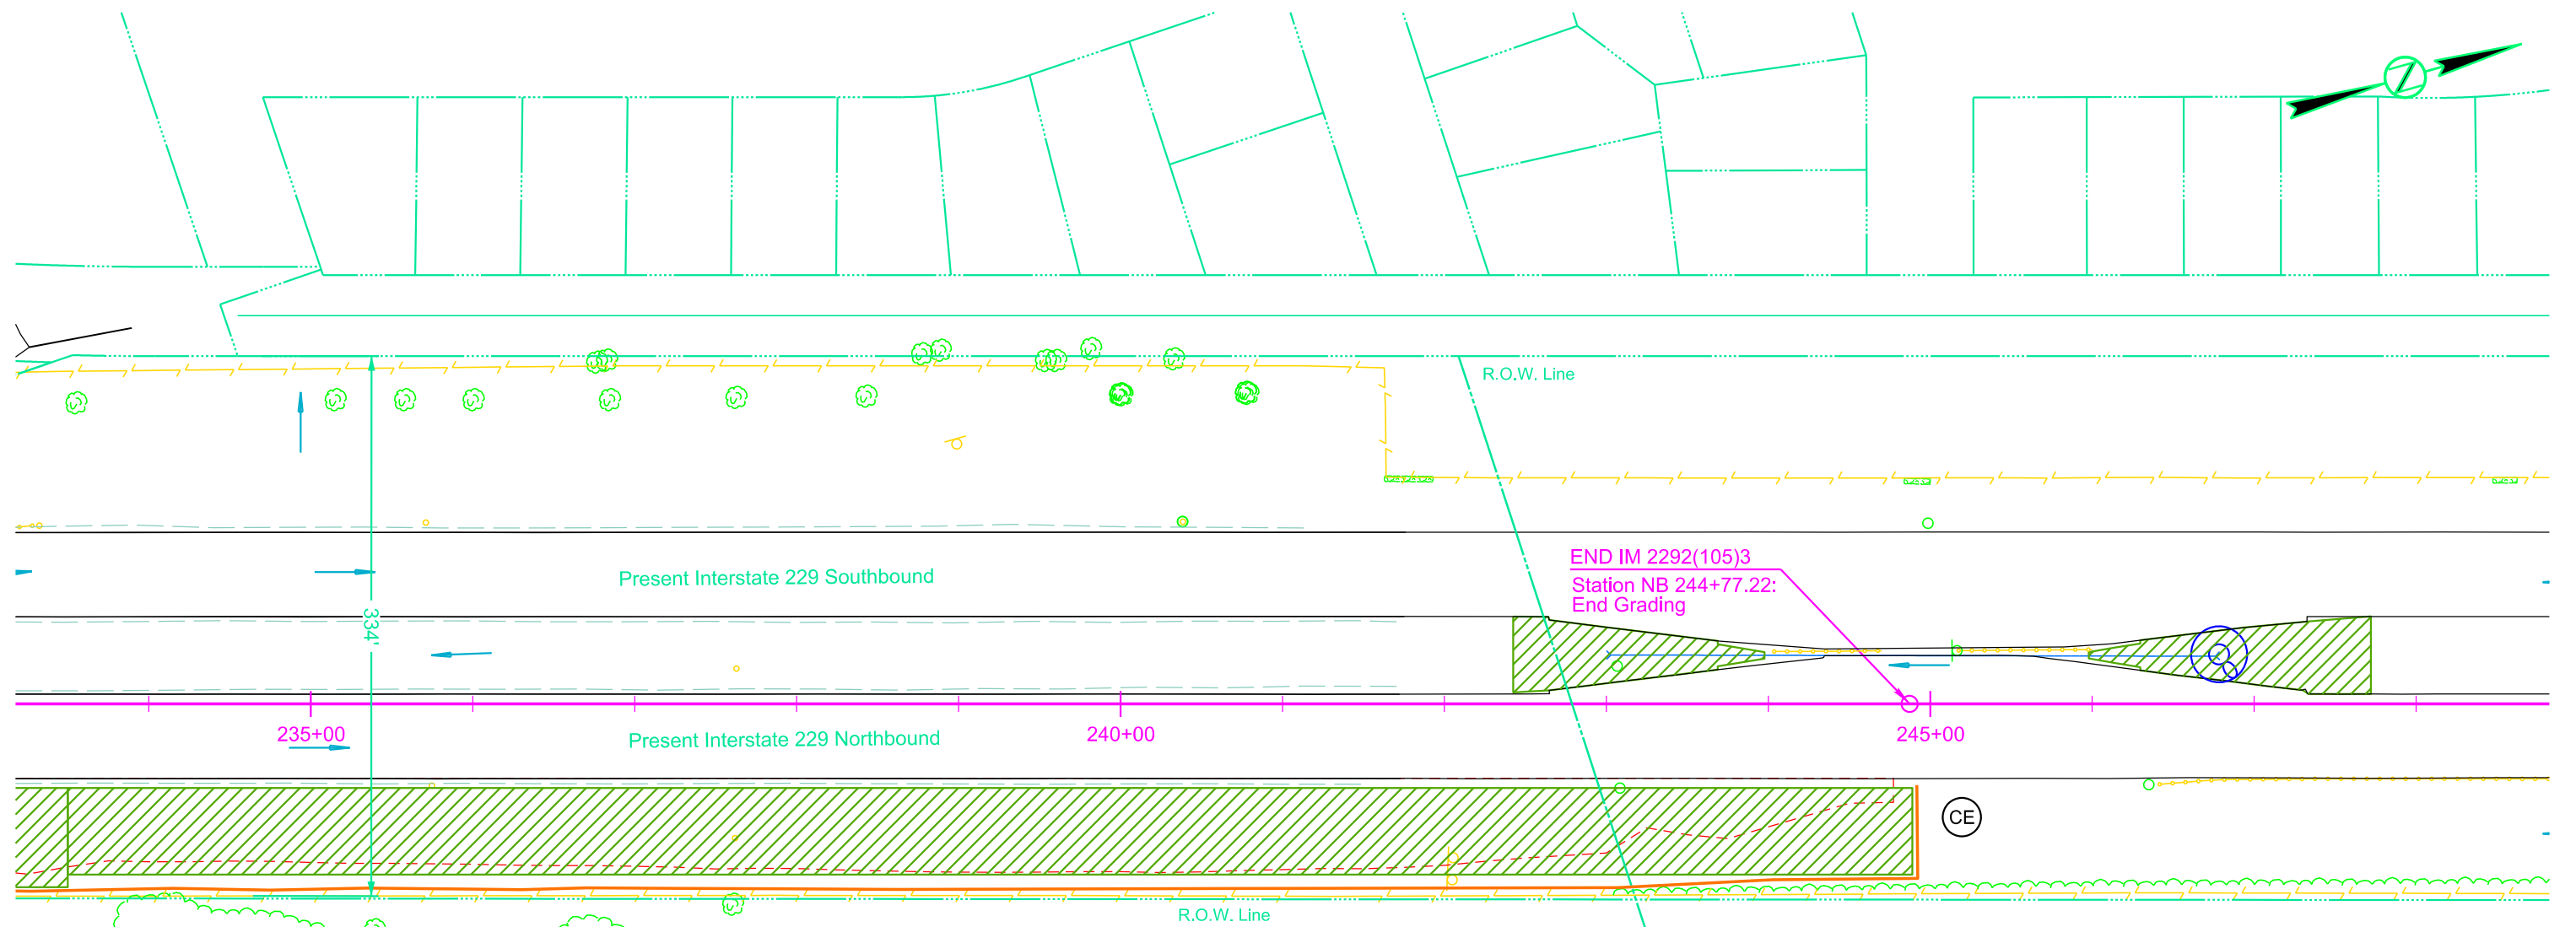 R.O.W. Line
END IM 2292(105)3
Station NB 244+77.22:
End Grading
Present Interstate 229 Southbound
334'
235+00
240+00
245+00
Present Interstate 229 Northbound
CE
R.O.W. Line